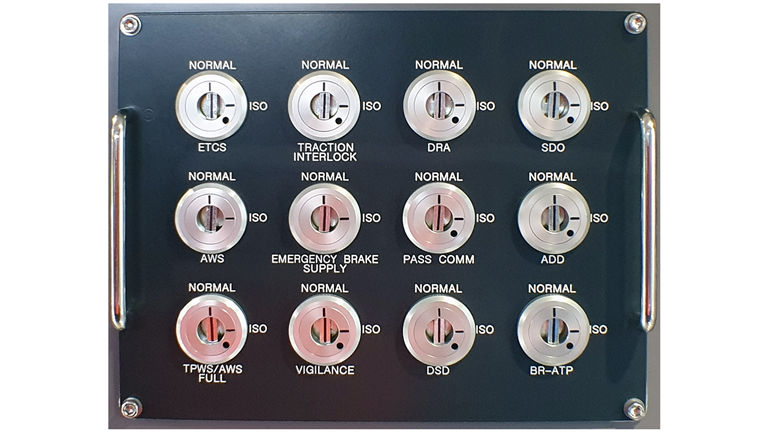 NORMAL NORMAL NORMAL NORMAL
ISO ISO ISO ISO
ETCS TRACTION INTERLOCK DRA SDO
NORMAL NORMAL NORMAL NORMAL
ISO ISO ISO ISO
AWS EMERGENCY BRAKE SUPPLY PASS COMM ADD
NORMAL NORMAL NORMAL NORMAL
ISO ISO ISO ISO
TPWS/AWS FULL VIGILANCE DSD BR-ATP